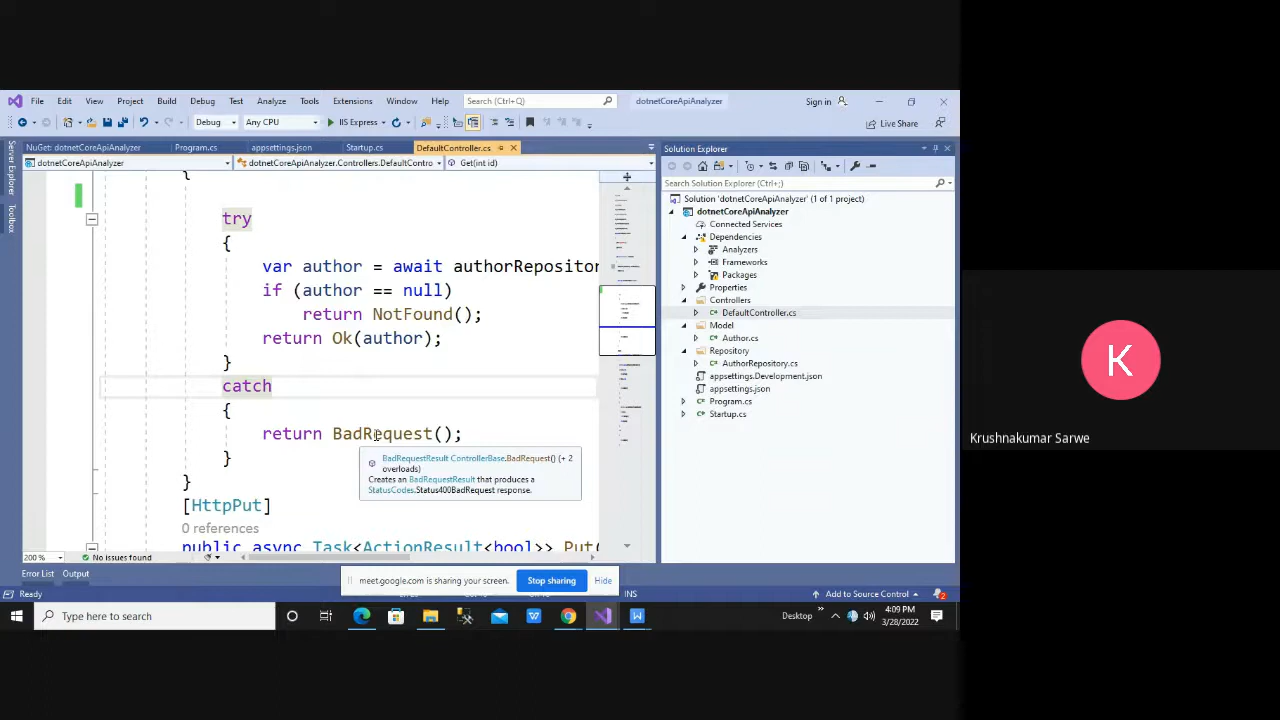 File Edit View Project Build Debug Test Analyze Tools Extensions Window Help Search (Ctrl+Q) dotnetCoreApiAnalyzer Sign in
Debug Any CPU IIS Express Live Share
Server Explorer
Toolbox
NuGet: dotnetCoreApiAnalyzer Program.cs appsettings.json Startup.cs DefaultController.cs
dotnetCoreApiAnalyzer dotnetCoreApiAnalyzer.Controllers.DefaultContro Get(int id)
{
try
{
var author = await authorRepositor
if (author == null)
return NotFound();
return Ok(author);
}
catch
{
return BadRequest();
}
}
[HttpPut]
0 references
public async Task<ActionResult<bool>> Put(
BadRequestResult ControllerBase.BadRequest() (+ 2
overloads)
Creates an BadRequestResult that produces a
StatusCodes.Status400BadRequest response.
200 % No issues found
Solution Explorer
Search Solution Explorer (Ctrl+;)
Solution 'dotnetCoreApiAnalyzer' (1 of 1 project)
dotnetCoreApiAnalyzer
Connected Services
Dependencies
Analyzers
Frameworks
Packages
Properties
Controllers
DefaultController.cs
Model
Author.cs
Repository
AuthorRepository.cs
appsettings.Development.json
appsettings.json
Program.cs
Startup.cs
Error List Output
meet.google.com is sharing your screen. Stop sharing Hide
Ready INS Add to Source Control 2
Type here to search Desktop 4:09 PM
3/28/2022
K
Krushnakumar Sarwe